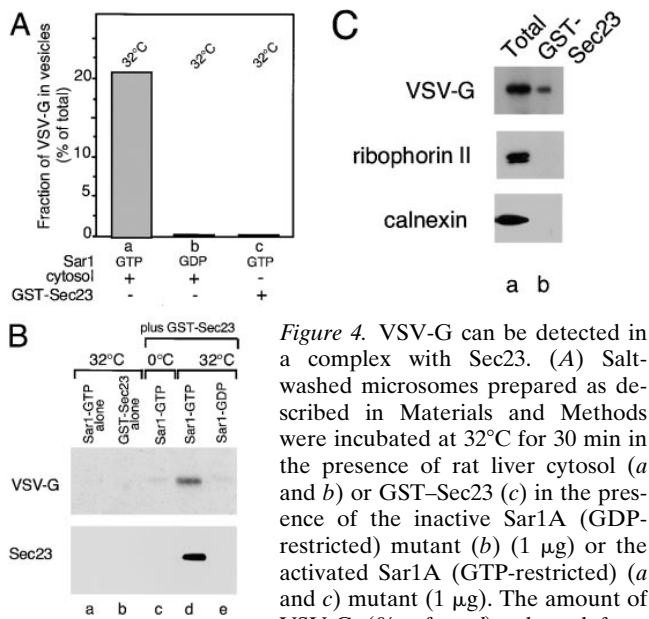 A
32°C
32°C
32°C
Fraction of VSV-G in vesicles
(% of total)
20
10
5
0
a b c
Sar1 GTP GDP GTP
cytosol + + -
GST-Sec23 - - +
C
Total
GST-
Sec23
VSV-G
ribophorin II
calnexin
a b
B
plus GST-Sec23
32°C 0°C 32°C
Sar1-GTP
alone
GST-Sec23
alone
Sar1-GTP
Sar1-GTP
Sar1-GDP
VSV-G
Sec23
a b c d e
Figure 4. VSV-G can be detected in
a complex with Sec23. (A) Salt-
washed microsomes prepared as de-
scribed in Materials and Methods
were incubated at 32°C for 30 min in
the presence of rat liver cytosol (a
and b) or GST–Sec23 (c) in the pres-
ence of the inactive Sar1A (GDP-
restricted) mutant (b) (1 μg) or the
activated Sar1A (GTP-restricted) (a
and c) mutant (1 μg). The amount of